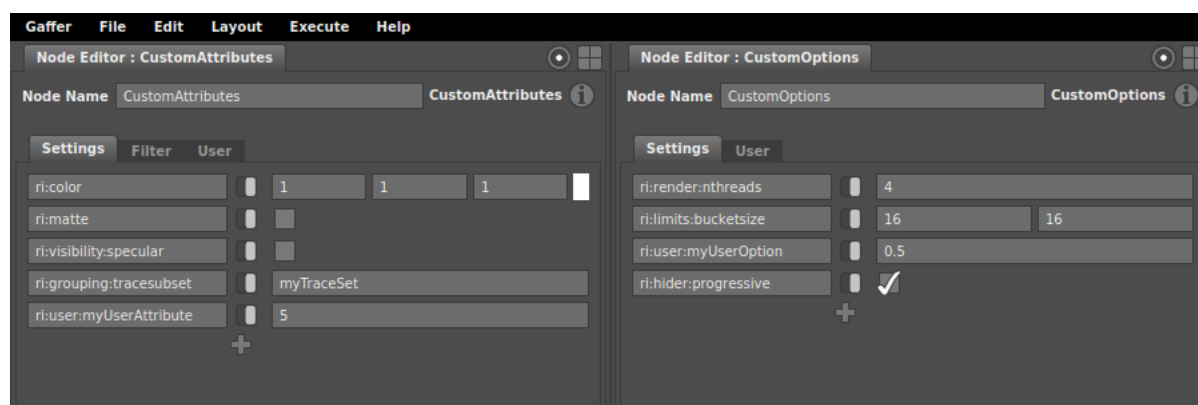 Gaffer File Edit Layout Execute Help
Node Editor : CustomAttributes
Node Name CustomAttributes CustomAttributes
Settings Filter User
ri:color 1 1 1
ri:matte
ri:visibility:specular
ri:grouping:tracesubset myTraceSet
ri:user:myUserAttribute 5
Node Editor : CustomOptions
Node Name CustomOptions CustomOptions
Settings User
ri:render:nthreads 4
ri:limits:bucketsize 16 16
ri:user:myUserOption 0.5
ri:hider:progressive